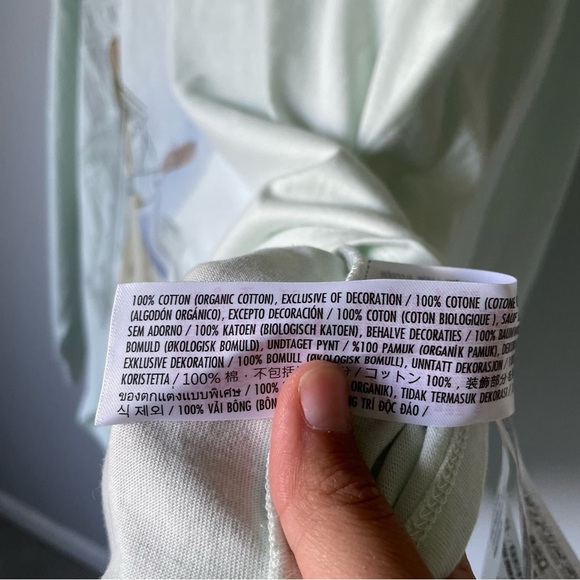 100% COTTON (ORGANIC COTTON), EXCLUSIVE OF DECORATION / 100% COTONE (COTONE
(ALGODÓN ORGÁNICO), EXCEPTO DECORACIÓN / 100% COTON (COTON BIOLOGIQUE ), SAUF
SEM ADORNO / 100% KATOEN (BIOLOGISCH KATOEN), BEHALVE DECORATIES / 100%
BOMULD (ØKOLOGISK BOMULD), UNDTAGET PYNT / %100 PAMUK (ORGANİK PAMUK),
EXKLUSIVE DEKORATION / 100% BOMULL (ØKOLOGISK BOMULL), UNNTATT DEKORASJON /
KORISTETTA / 100% 棉 , 不包括 / コットン 100% , 装飾部分
ของตกแต่งแบบพิเศษ / 100% ORGANIK), TIDAK TERMASUK DEKORASI
식 제외 / 100% VẢI BÔNG (BÔN TRÍ ĐỘC ĐÁO /